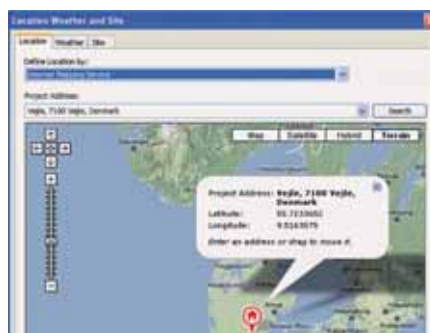 Location Weather and Site
Location Weather Site
Define Location by:
Internet Mapping Service
Project Address:
Vejle, 7100 Vejle, Denmark
Search
Map Satellite Hybrid Terrain
Project Address: Vejle, 7100 Vejle,
Denmark
Latitude:
Longitude:
Enter an address or drag to move it.